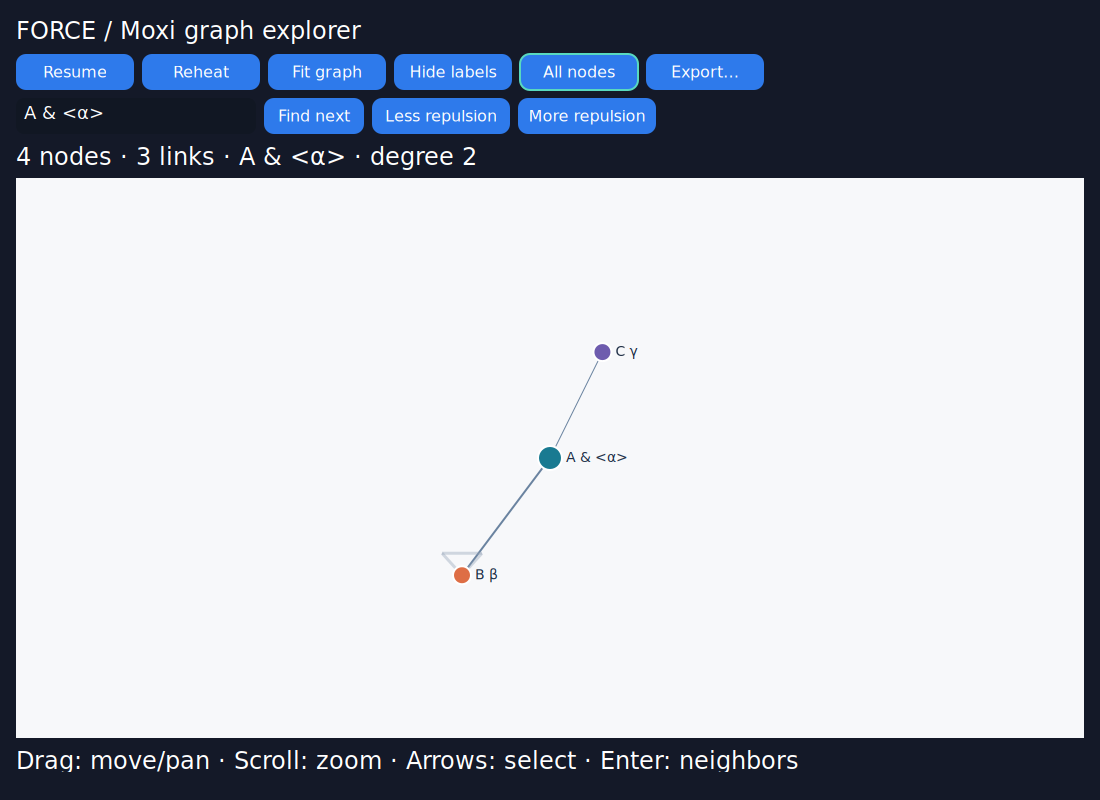 FORCE / Moxi graph explorer
Resume Reheat Fit graph Hide labels All nodes Export…
A & <α> Find next Less repulsion More repulsion
4 nodes · 3 links · A & <α> · degree 2
C γ
A & <α>
B β
Drag: move/pan · Scroll: zoom · Arrows: select · Enter: neighbors